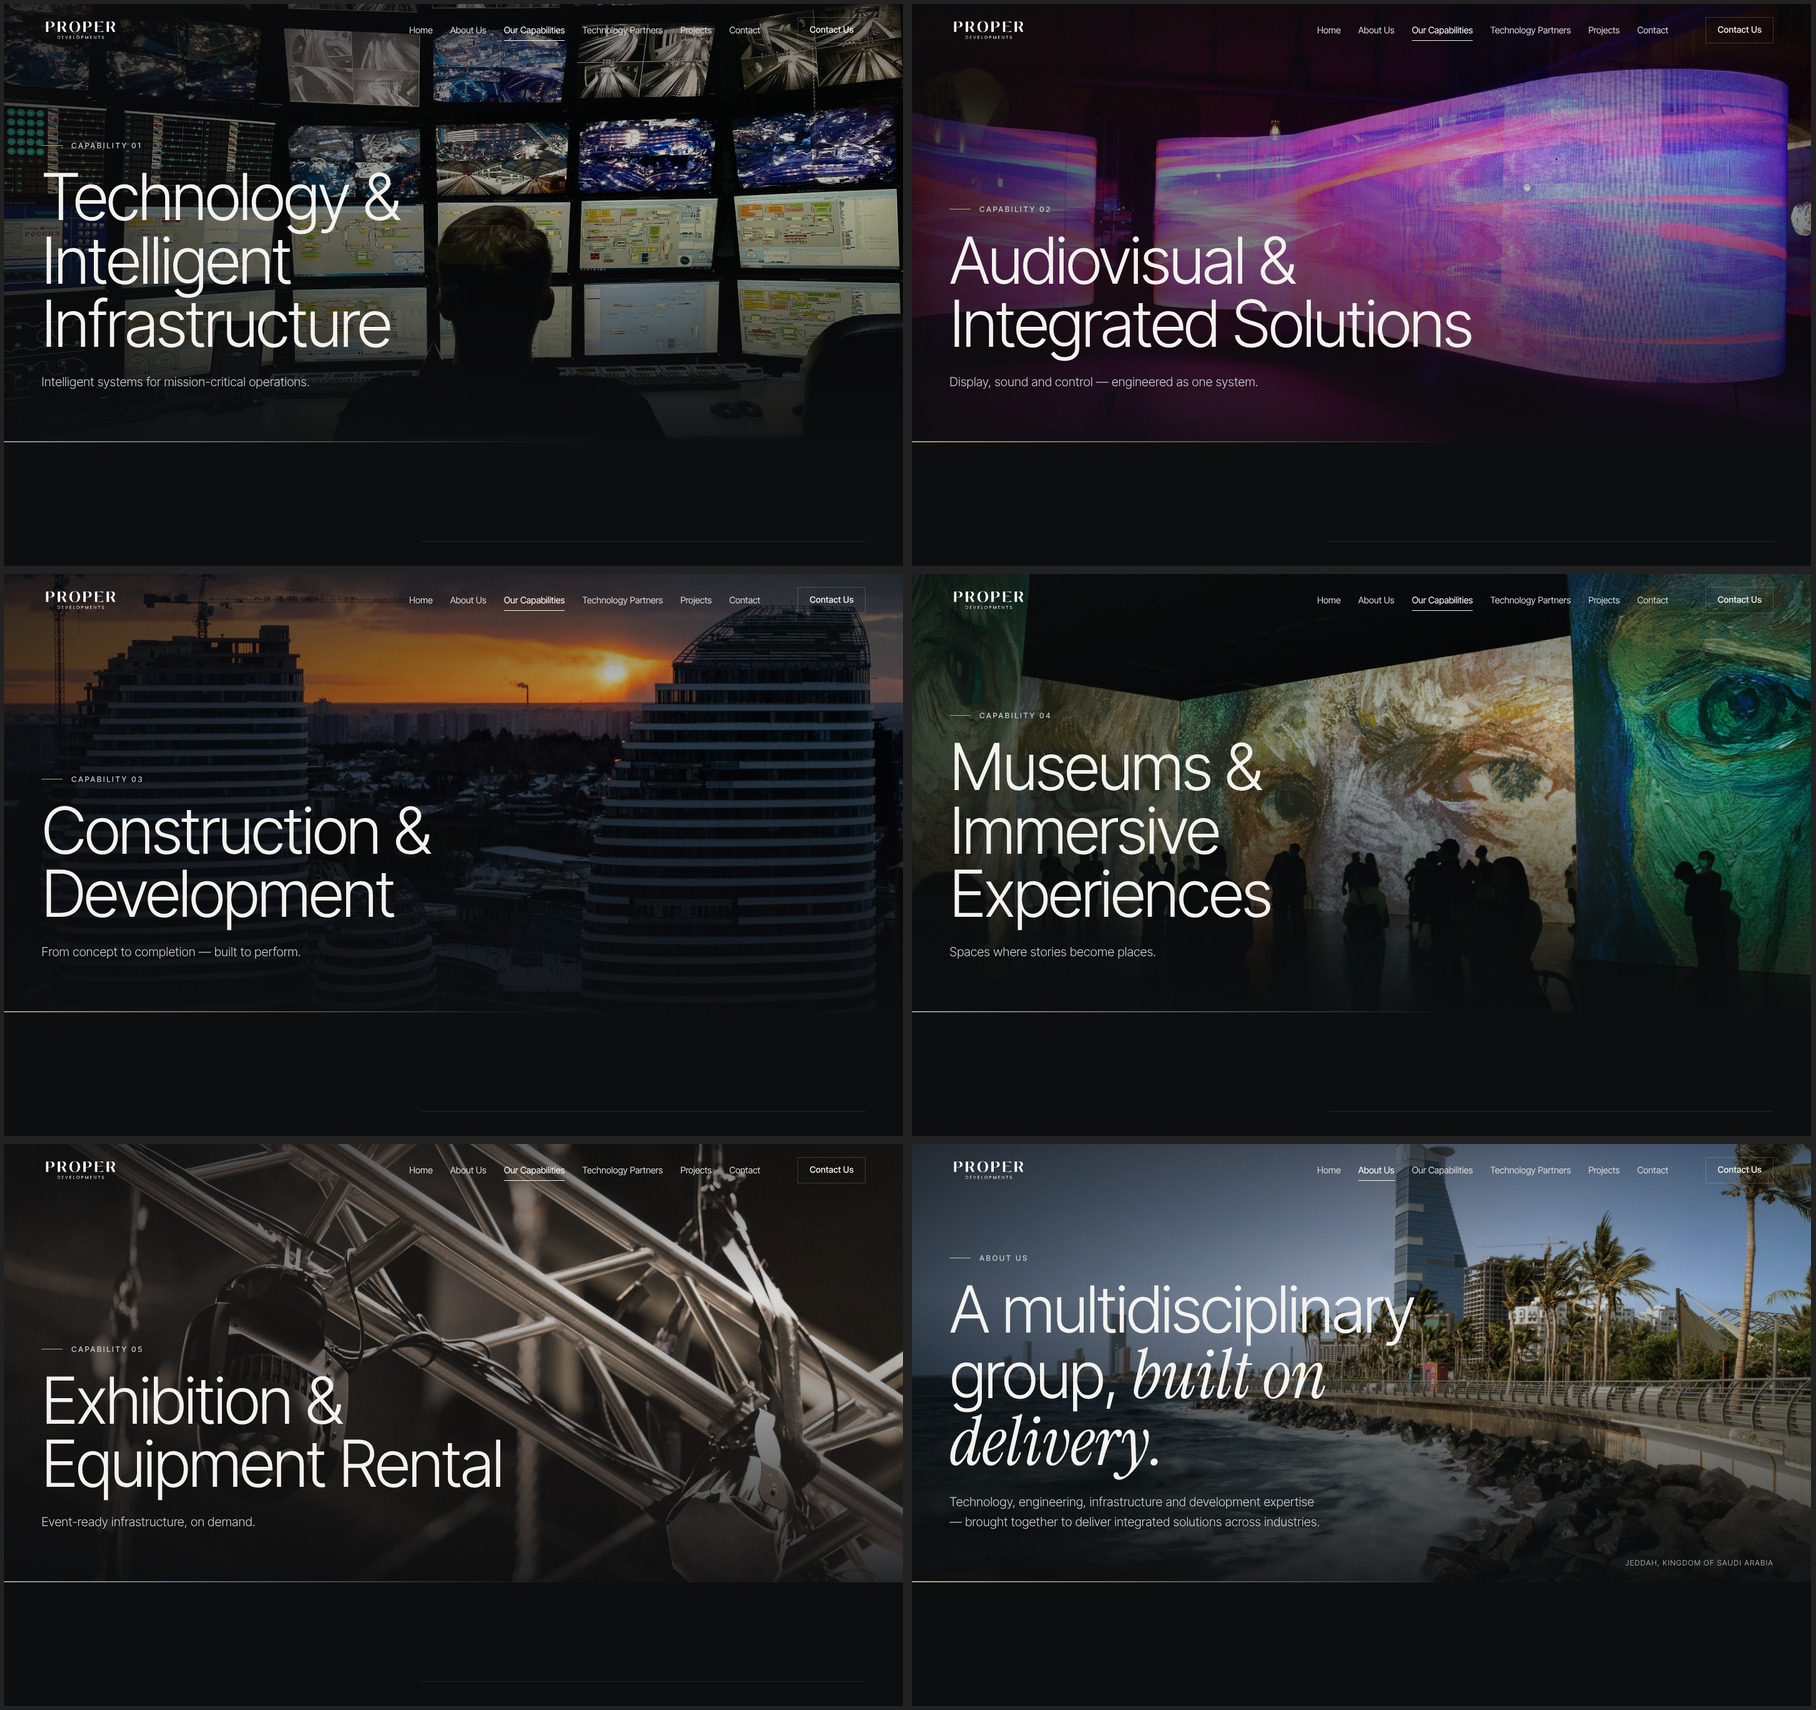 PROPER
DEVELOPMENTS
Home About Us Our Capabilities Technology Partners Projects Contact Contact Us
CAPABILITY 01
Technology &
Intelligent
Infrastructure
Intelligent systems for mission-critical operations.
PROPER
DEVELOPMENTS
Home About Us Our Capabilities Technology Partners Projects Contact Contact Us
CAPABILITY 02
Audiovisual &
Integrated Solutions
Display, sound and control — engineered as one system.
PROPER
DEVELOPMENTS
Home About Us Our Capabilities Technology Partners Projects Contact Contact Us
CAPABILITY 03
Construction &
Development
From concept to completion — built to perform.
PROPER
DEVELOPMENTS
Home About Us Our Capabilities Technology Partners Projects Contact Contact Us
CAPABILITY 04
Museums &
Immersive
Experiences
Spaces where stories become places.
PROPER
DEVELOPMENTS
Home About Us Our Capabilities Technology Partners Projects Contact Contact Us
CAPABILITY 05
Exhibition &
Equipment Rental
Event-ready infrastructure, on demand.
PROPER
DEVELOPMENTS
Home About Us Our Capabilities Technology Partners Projects Contact Contact Us
ABOUT US
A multidisciplinary
group, built on
delivery.
Technology, engineering, infrastructure and development expertise
— brought together to deliver integrated solutions across industries.
JEDDAH, KINGDOM OF SAUDI ARABIA